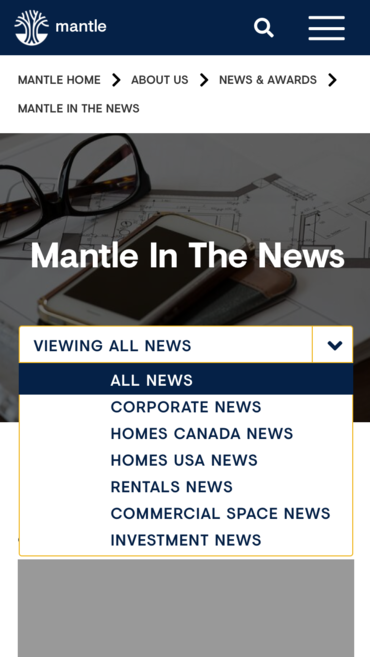 mantle
MANTLE HOME
ABOUT US
NEWS & AWARDS
MANTLE IN THE NEWS
Mantle In The News
VIEWING ALL NEWS
ALL NEWS
CORPORATE NEWS
HOMES CANADA NEWS
HOMES USA NEWS
RENTALS NEWS
COMMERCIAL SPACE NEWS
INVESTMENT NEWS